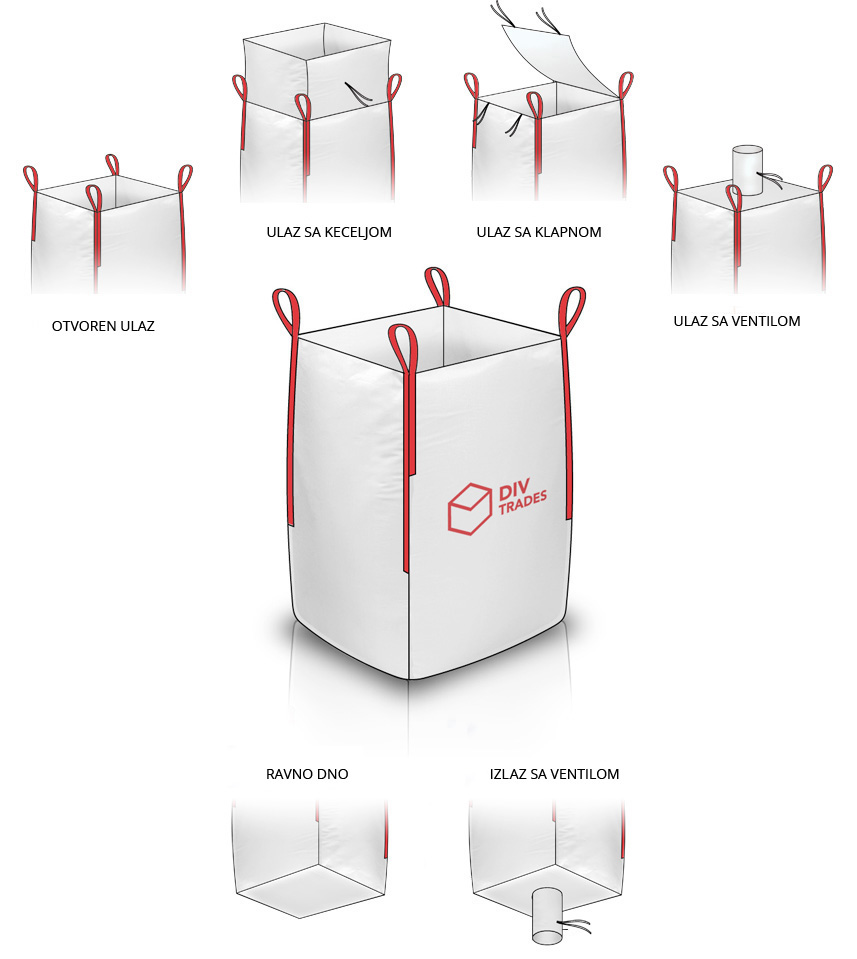 ULAZ SA KECELJOM
ULAZ SA KLAPNOM
OTVOREN ULAZ
ULAZ SA VENTILOM
DIV
TRADES
RAVNO DNO
IZLAZ SA VENTILOM